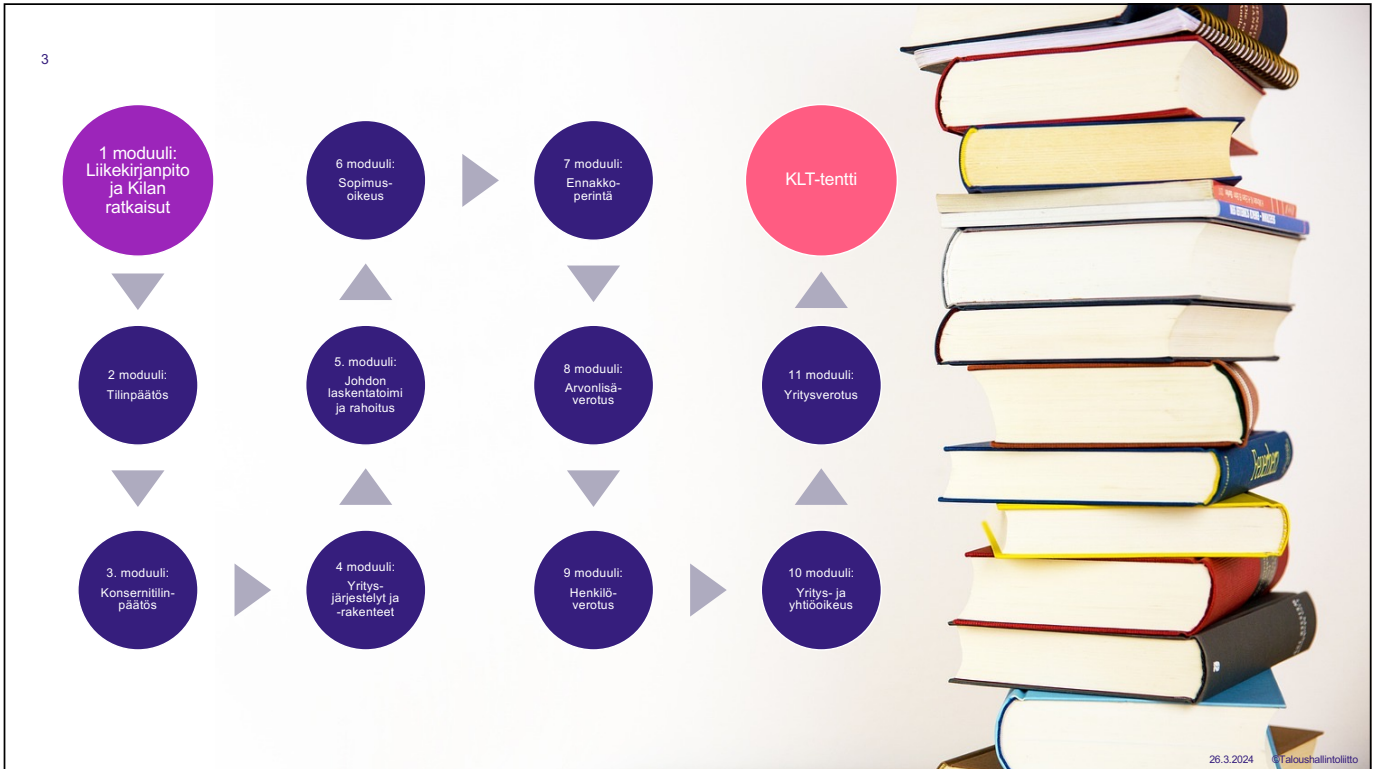 3
1 moduuli:
Liikekirjanpito
ja Kilan
ratkaisut
2 moduuli:
Tilinpäätös
3. moduuli:
Konsernitilin-
päätös
4 moduuli:
Yritys-
järjestelyt ja
-rakenteet
5. moduuli:
Johdon
laskentatoimi
ja rahoitus
6 moduuli:
Sopimus-
oikeus
7 moduuli:
Ennakko-
perintä
8 moduuli:
Arvonlisä-
verotus
9 moduuli:
Henkilö-
verotus
10 moduuli:
Yritys- ja
yhtiöoikeus
11 moduuli:
Yritysverotus
KLT-tentti
26.3.2024 ©Taloushallintoliitto